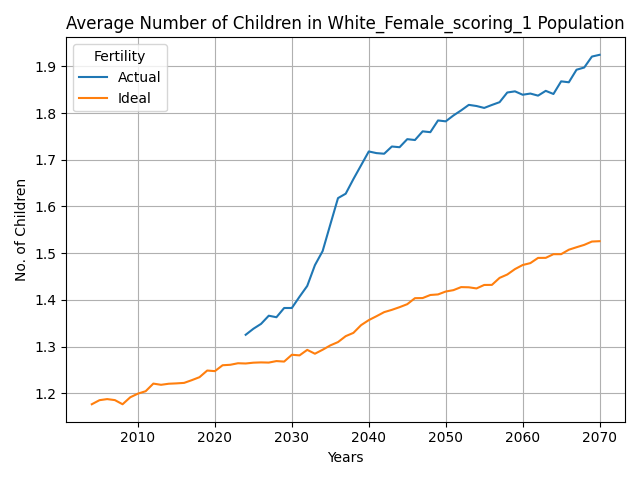 Average Number of Children in White_Female_scoring_1 Population
Fertility
Actual
Ideal
No. of Children
1.9
1.8
1.7
1.6
1.5
1.4
1.3
1.2
2010 2020 2030 2040 2050 2060 2070
Years